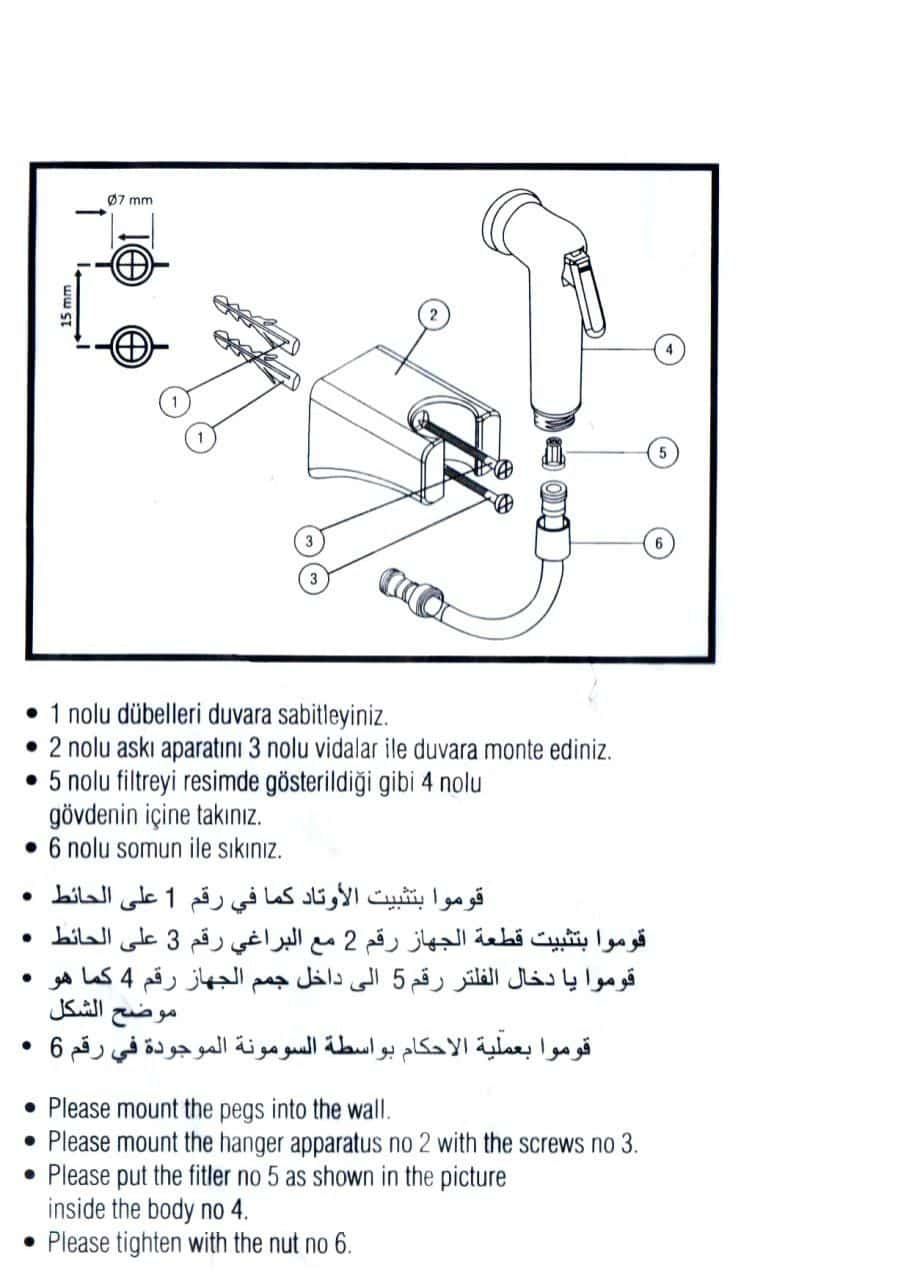 Ø7 mm
15 mm
2
4
1
1
5
3
6
3
• 1 nolu dübelleri duvara sabitleyiniz.
• 2 nolu askı aparatını 3 nolu vidalar ile duvara monte ediniz.
• 5 nolu filtreyi resimde gösterildiği gibi 4 nolu
gövdenin içine takınız.
• 6 nolu somun ile sıkınız.
• قوموا بتثبيت الأوتاد كما في رقم 1 على الحائط
• قوموا بتثبيت قطعة الجهاز رقم 2 مع البراغي رقم 3 على الحائط
• قوموا يا دخال الفلتر رقم 5 الى داخل جمم الجهاز رقم 4 كما هو
موضح الشكل
• قوموا بعملية الاحكام بواسطة السومونة الموجودة في رقم 6
• Please mount the pegs into the wall.
• Please mount the hanger apparatus no 2 with the screws no 3.
• Please put the fitler no 5 as shown in the picture
inside the body no 4.
• Please tighten with the nut no 6.